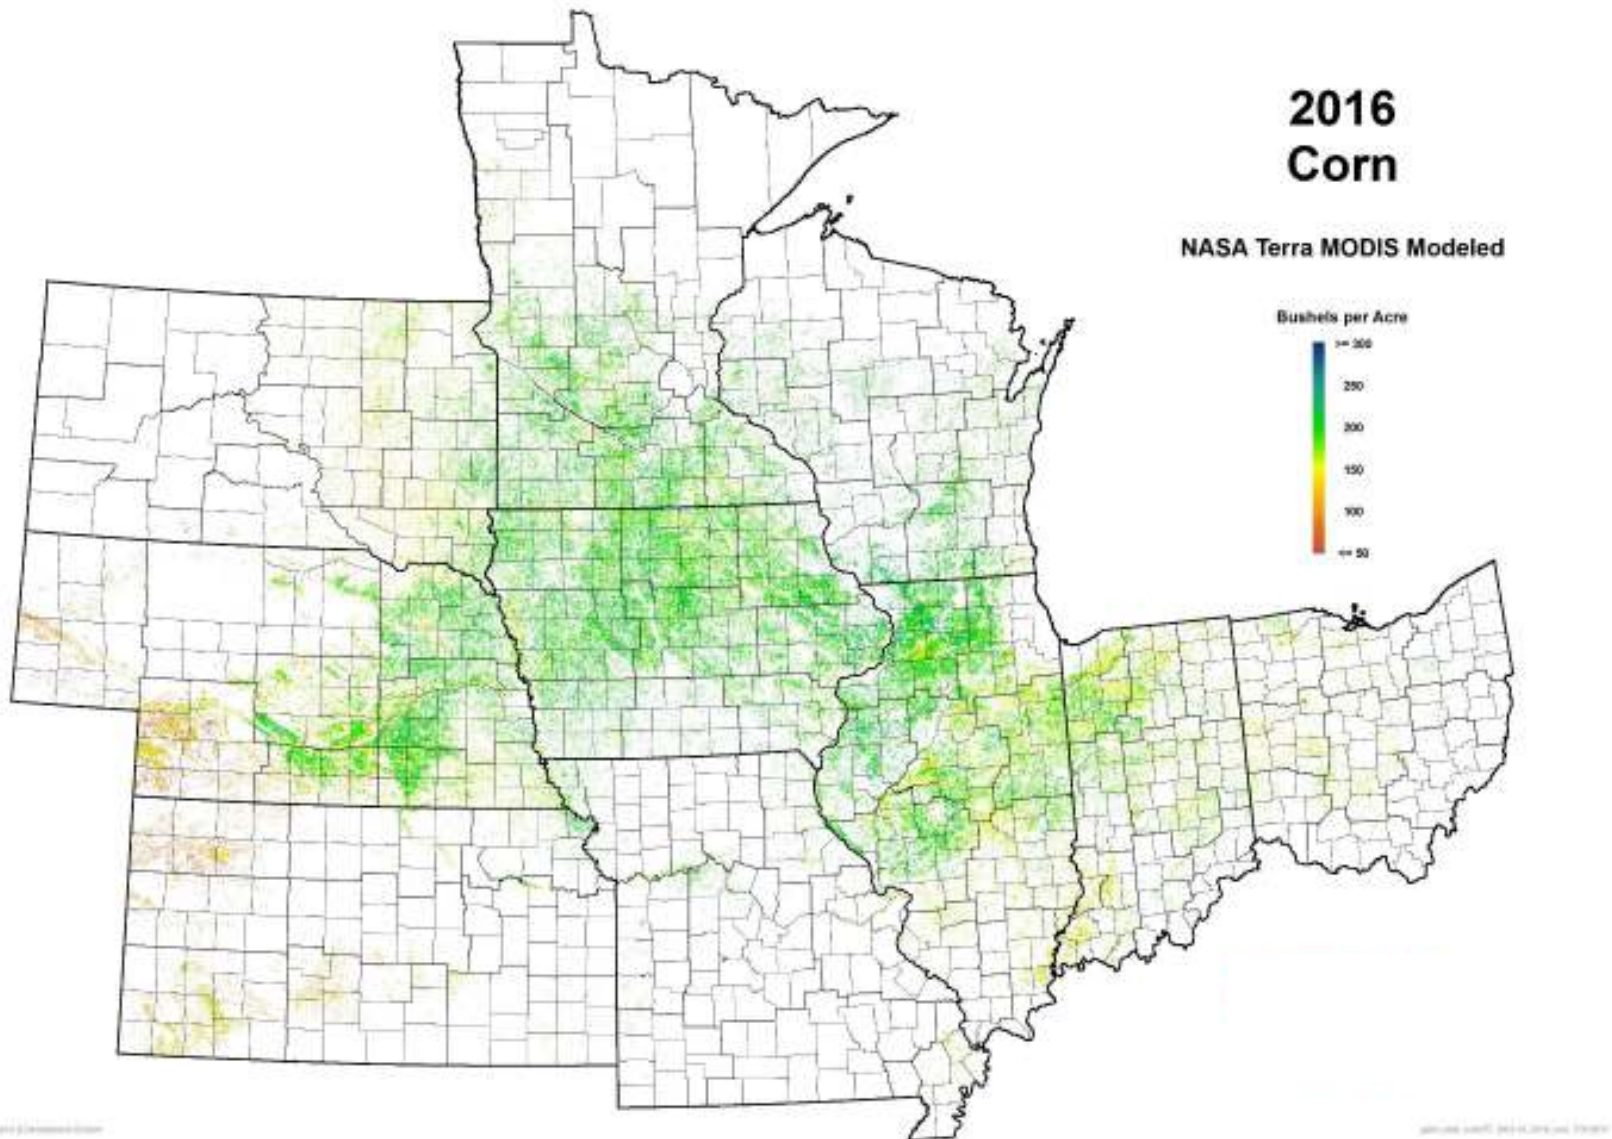 2016
Corn
NASA Terra MODIS Modeled
Bushels per Acre
>= 300
250
200
150
100
<= 50